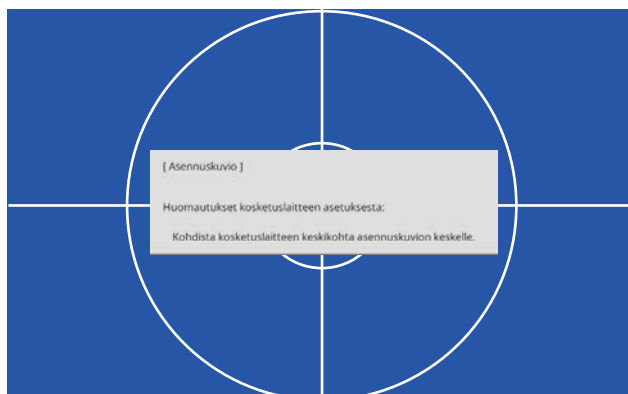 [ Asennuskuvio ]
Huomautukset kosketuslaitteen asetuksesta:
Kohdista kosketuslaitteen keskikohta asennuskuvion keskelle.